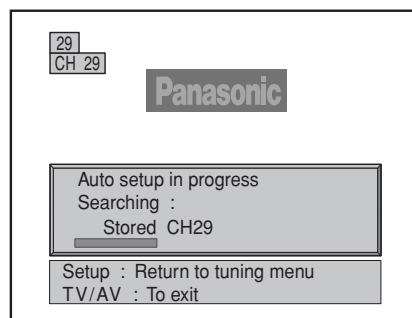 29
CH 29
Panasonic
Auto setup in progress
Searching :
Stored CH29
Setup : Return to tuning menu
TV/AV : To exit